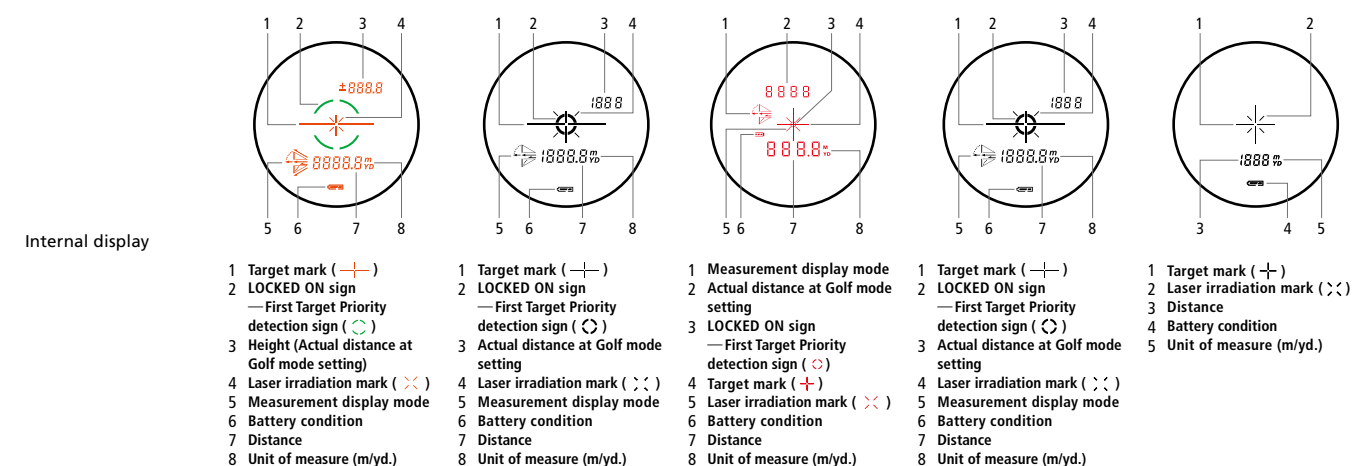 Internal display
1 2 3 4
±888.8
8888.8 m YD
5 6 7 8
1 Target mark ( )
2 LOCKED ON sign
—First Target Priority
detection sign ( )
3 Height (Actual distance at
Golf mode setting)
4 Laser irradiation mark ( )
5 Measurement display mode
6 Battery condition
7 Distance
8 Unit of measure (m/yd.)
1 2 3 4
1888
1888.8 m YD
5 6 7 8
1 Target mark ( )
2 LOCKED ON sign
—First Target Priority
detection sign ( )
3 Actual distance at Golf mode
setting
4 Laser irradiation mark ( )
5 Measurement display mode
6 Battery condition
7 Distance
8 Unit of measure (m/yd.)
1 2 3 4
8888
888.8 M YD
5 6 7 8
1 Measurement display mode
2 Actual distance at Golf mode
setting
3 LOCKED ON sign
—First Target Priority
detection sign ( )
4 Target mark ( )
5 Laser irradiation mark ( )
6 Battery condition
7 Distance
8 Unit of measure (m/yd.)
1 2 3 4
1888
1888.8 m YD
5 6 7 8
1 Target mark ( )
2 LOCKED ON sign
—First Target Priority
detection sign ( )
3 Actual distance at Golf mode
setting
4 Laser irradiation mark ( )
5 Measurement display mode
6 Battery condition
7 Distance
8 Unit of measure (m/yd.)
1 2
1888 m YD
3 4 5
1 Target mark ( )
2 Laser irradiation mark ( )
3 Distance
4 Battery condition
5 Unit of measure (m/yd.)